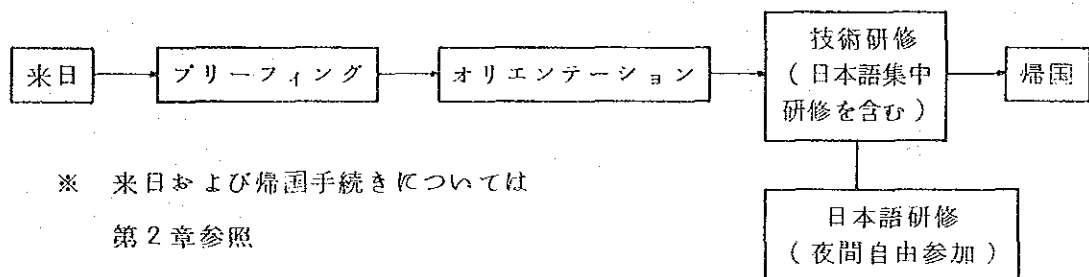 来日
ブリーフィング
オリエンテーション
技術研修
(日本語集中
研修を含む)
帰国
※ 来日および帰国手続きについては
第2章参照
日本語研修
(夜間自由参加)